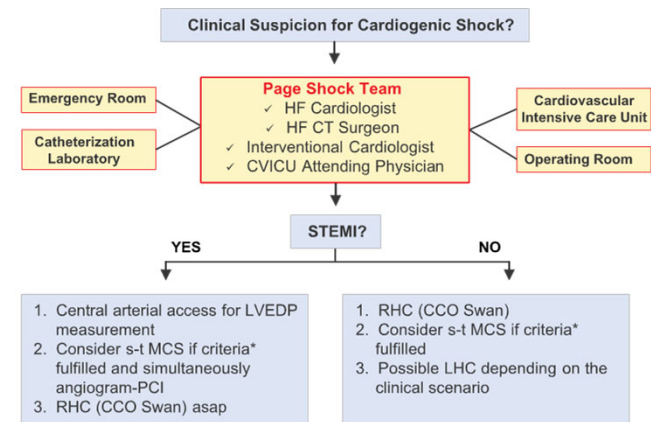 Clinical Suspicion for Cardiogenic Shock?
Page Shock Team
✓ HF Cardiologist
✓ HF CT Surgeon
✓ Interventional Cardiologist
✓ CVICU Attending Physician
Emergency Room
Catheterization
Laboratory
Cardiovascular
Intensive Care Unit
Operating Room
STEMI?
YES
NO
1. Central arterial access for LVEDP
measurement
2. Consider s-t MCS if criteria*
fulfilled and simultaneously
angiogram-PCI
3. RHC (CCO Swan) asap
1. RHC (CCO Swan)
2. Consider s-t MCS if criteria*
fulfilled
3. Possible LHC depending on the
clinical scenario